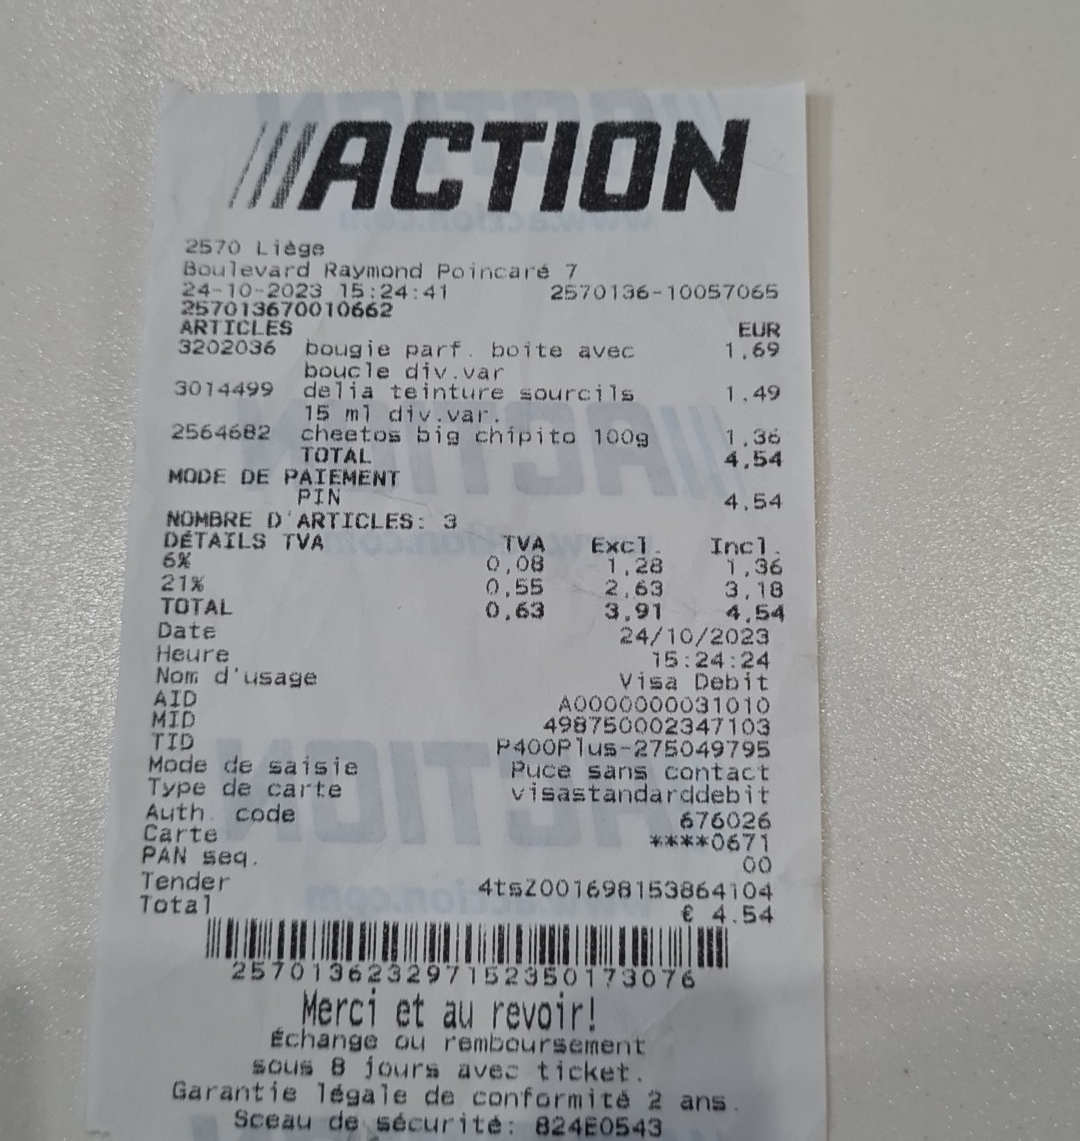 ACTION
2570 Liège
Boulevard Raymond Poincaré 7
24-10-2023 15:24:41 2570136-10057065
257013670010662
ARTICLES EUR
3202036 bougie parf. boite avec 1,69
boucle div.var
3014499 delia teinture sourcils 1.49
15 ml div.var.
2564682 cheetos big chipito 100g 1,36
TOTAL 4,54
MODE DE PAIEMENT
PIN 4,54
NOMBRE D'ARTICLES: 3
DÉTAILS TVA TVA Excl. Incl.
6% 0,08 1,28 1,36
21% 0,55 2,63 3,18
TOTAL 0,63 3,91 4,54
Date 24/10/2023
Heure 15:24:24
Nom d'usage Visa Debit
AID A0000000031010
MID 498750002347103
TID P400Plus-275049795
Mode de saisie Puce sans contact
Type de carte visastandarddebit
Auth. code 676026
Carte ****0671
PAN seq. 00
Tender 4tsZ001698153864104
Total € 4.54
257013623297152350173076
Merci et au revoir!
Échange ou remboursement
sous 8 jours avec ticket.
Garantie légale de conformité 2 ans.
Sceau de sécurité: 824E0543